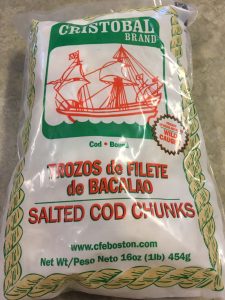 CRISTOBAL
BRAND
Cod •
WILD
TROZOS de FILETE
de BACALAO
SALTED COD CHUNKS
www.cfeboston.com
Net Wt/Peso Neto 16oz (1lb) 454g